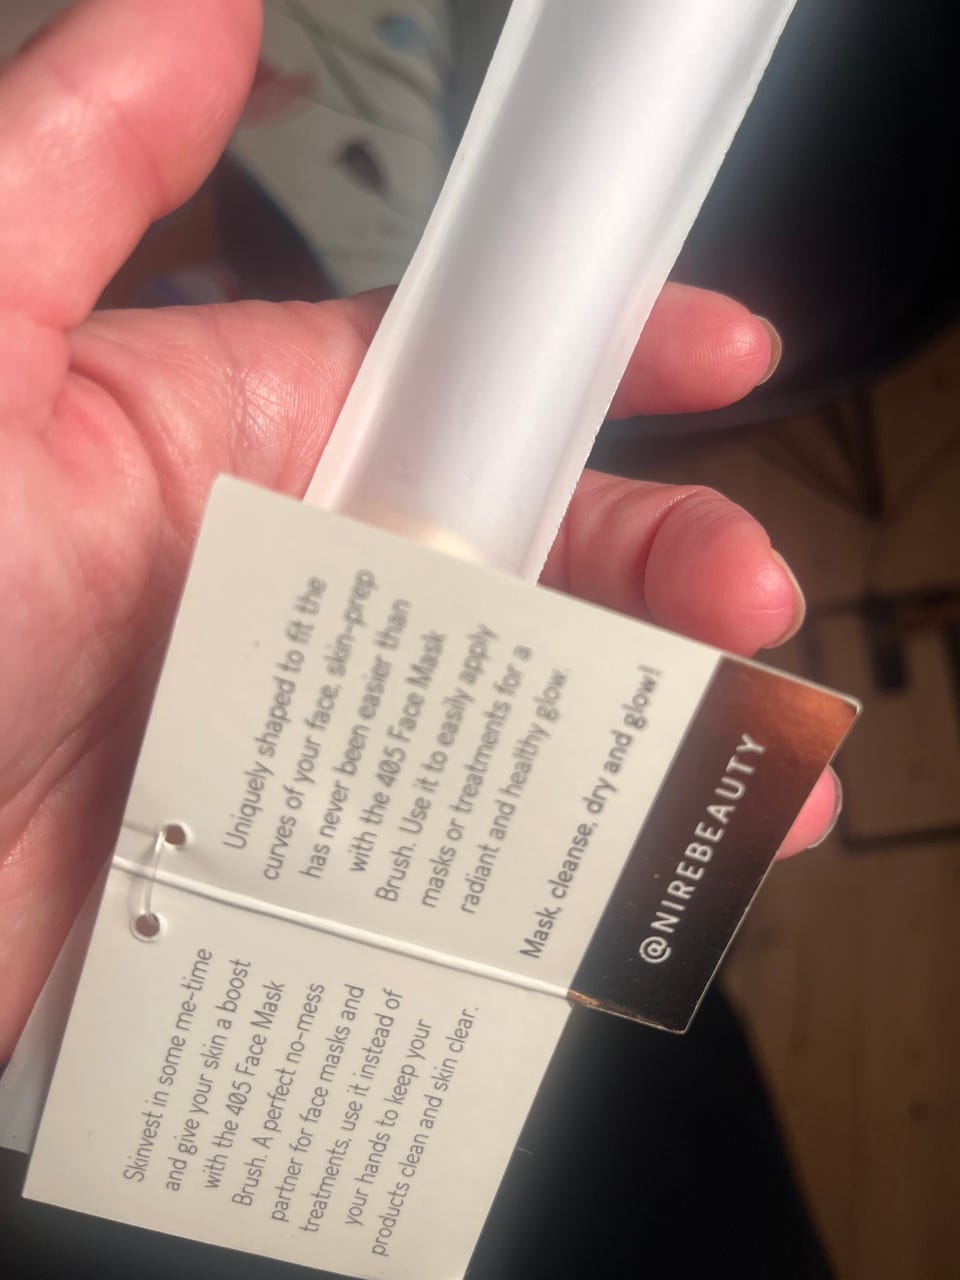 Skinvest in some me-time
and give your skin a boost
with the 405 Face Mask
Brush. A perfect no-mess
partner for face masks and
treatments, use it instead of
your hands to keep your
products clean and skin clear.
Uniquely shaped to fit the
curves of your face, skin-prep
has never been easier than
with the 405 Face Mask
Brush. Use it to easily apply
masks or treatments for a
radiant and healthy glow.
Mask, cleanse, dry and glow!
@NIREBEAUTY